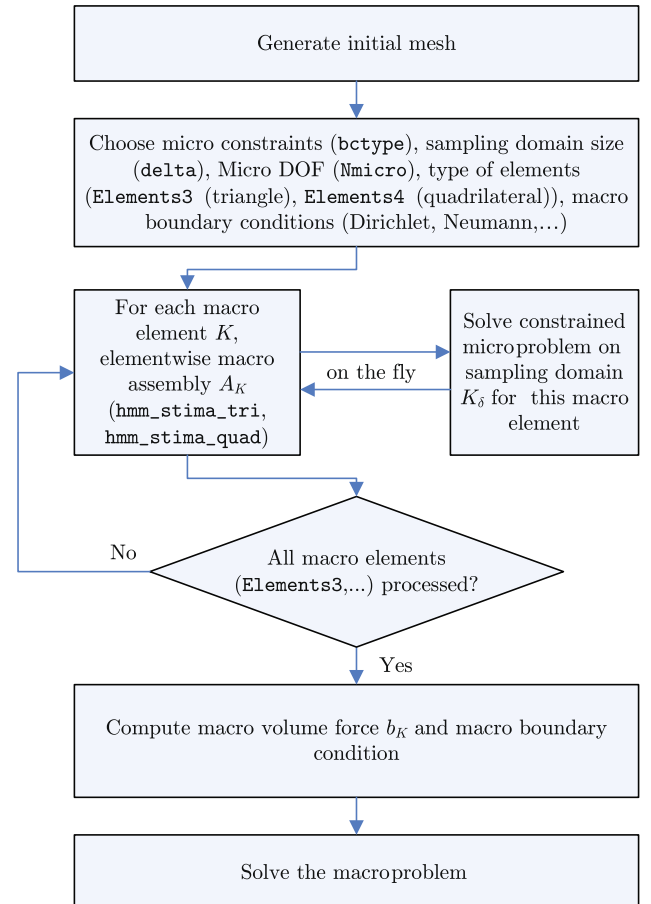 Generate initial mesh
Choose micro constraints (bctype), sampling domain size
(delta), Micro DOF (Nmicro), type of elements
(Elements3 (triangle), Elements4 (quadrilateral)), macro
boundary conditions (Dirichlet, Neumann,...)
For each macro
element K,
elementwise macro
assembly A_K
(hmm_stima_tri,
hmm_stima_quad)
on the fly
Solve constrained
microproblem on
sampling domain
K_δ for this macro
element
All macro elements
(Elements3,...) processed?
No
Yes
Compute macro volume force b_K and macro boundary
condition
Solve the macroproblem